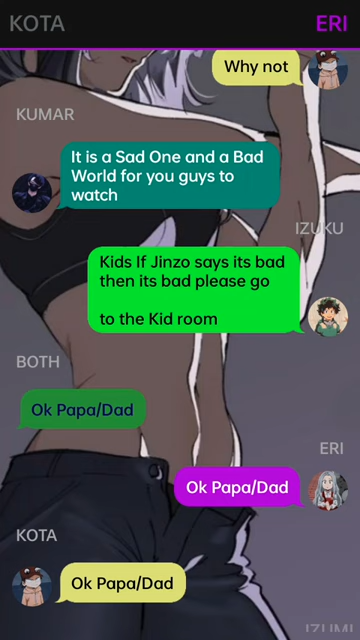 KOTA
ERI
Why not
KUMAR
It is a Sad One and a Bad
World for you guys to
watch
IZUKU
Kids If Jinzo says its bad
then its bad please go
to the Kid room
BOTH
Ok Papa/Dad
ERI
Ok Papa/Dad
KOTA
Ok Papa/Dad
IZUMI